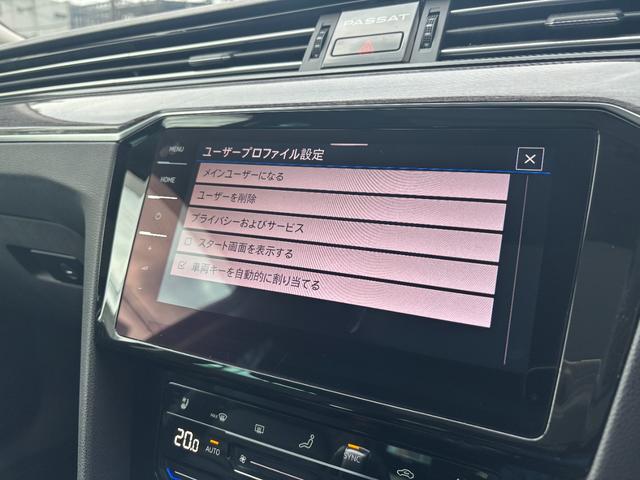 PASSAT
MENU
ユーザープロファイル設定
メインユーザーになる
HOME
ユーザーを削除
プライバシーおよびサービス
スタート画面を表示する
車両キーを自動的に割り当てる
MAX
20.0
AUTO
SYNC